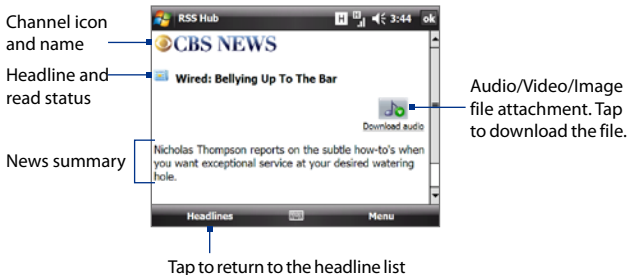 Channel icon
and name
Headline and
read status
News summary
RSS Hub
H
3:44
ok
CBS NEWS
Wired: Bellying Up To The Bar
Download audio
Nicholas Thompson reports on the subtle how-to's when
you want exceptional service at your desired watering
hole.
Headlines
Menu
Audio/Video/Image
file attachment. Tap
to download the file.
Tap to return to the headline list